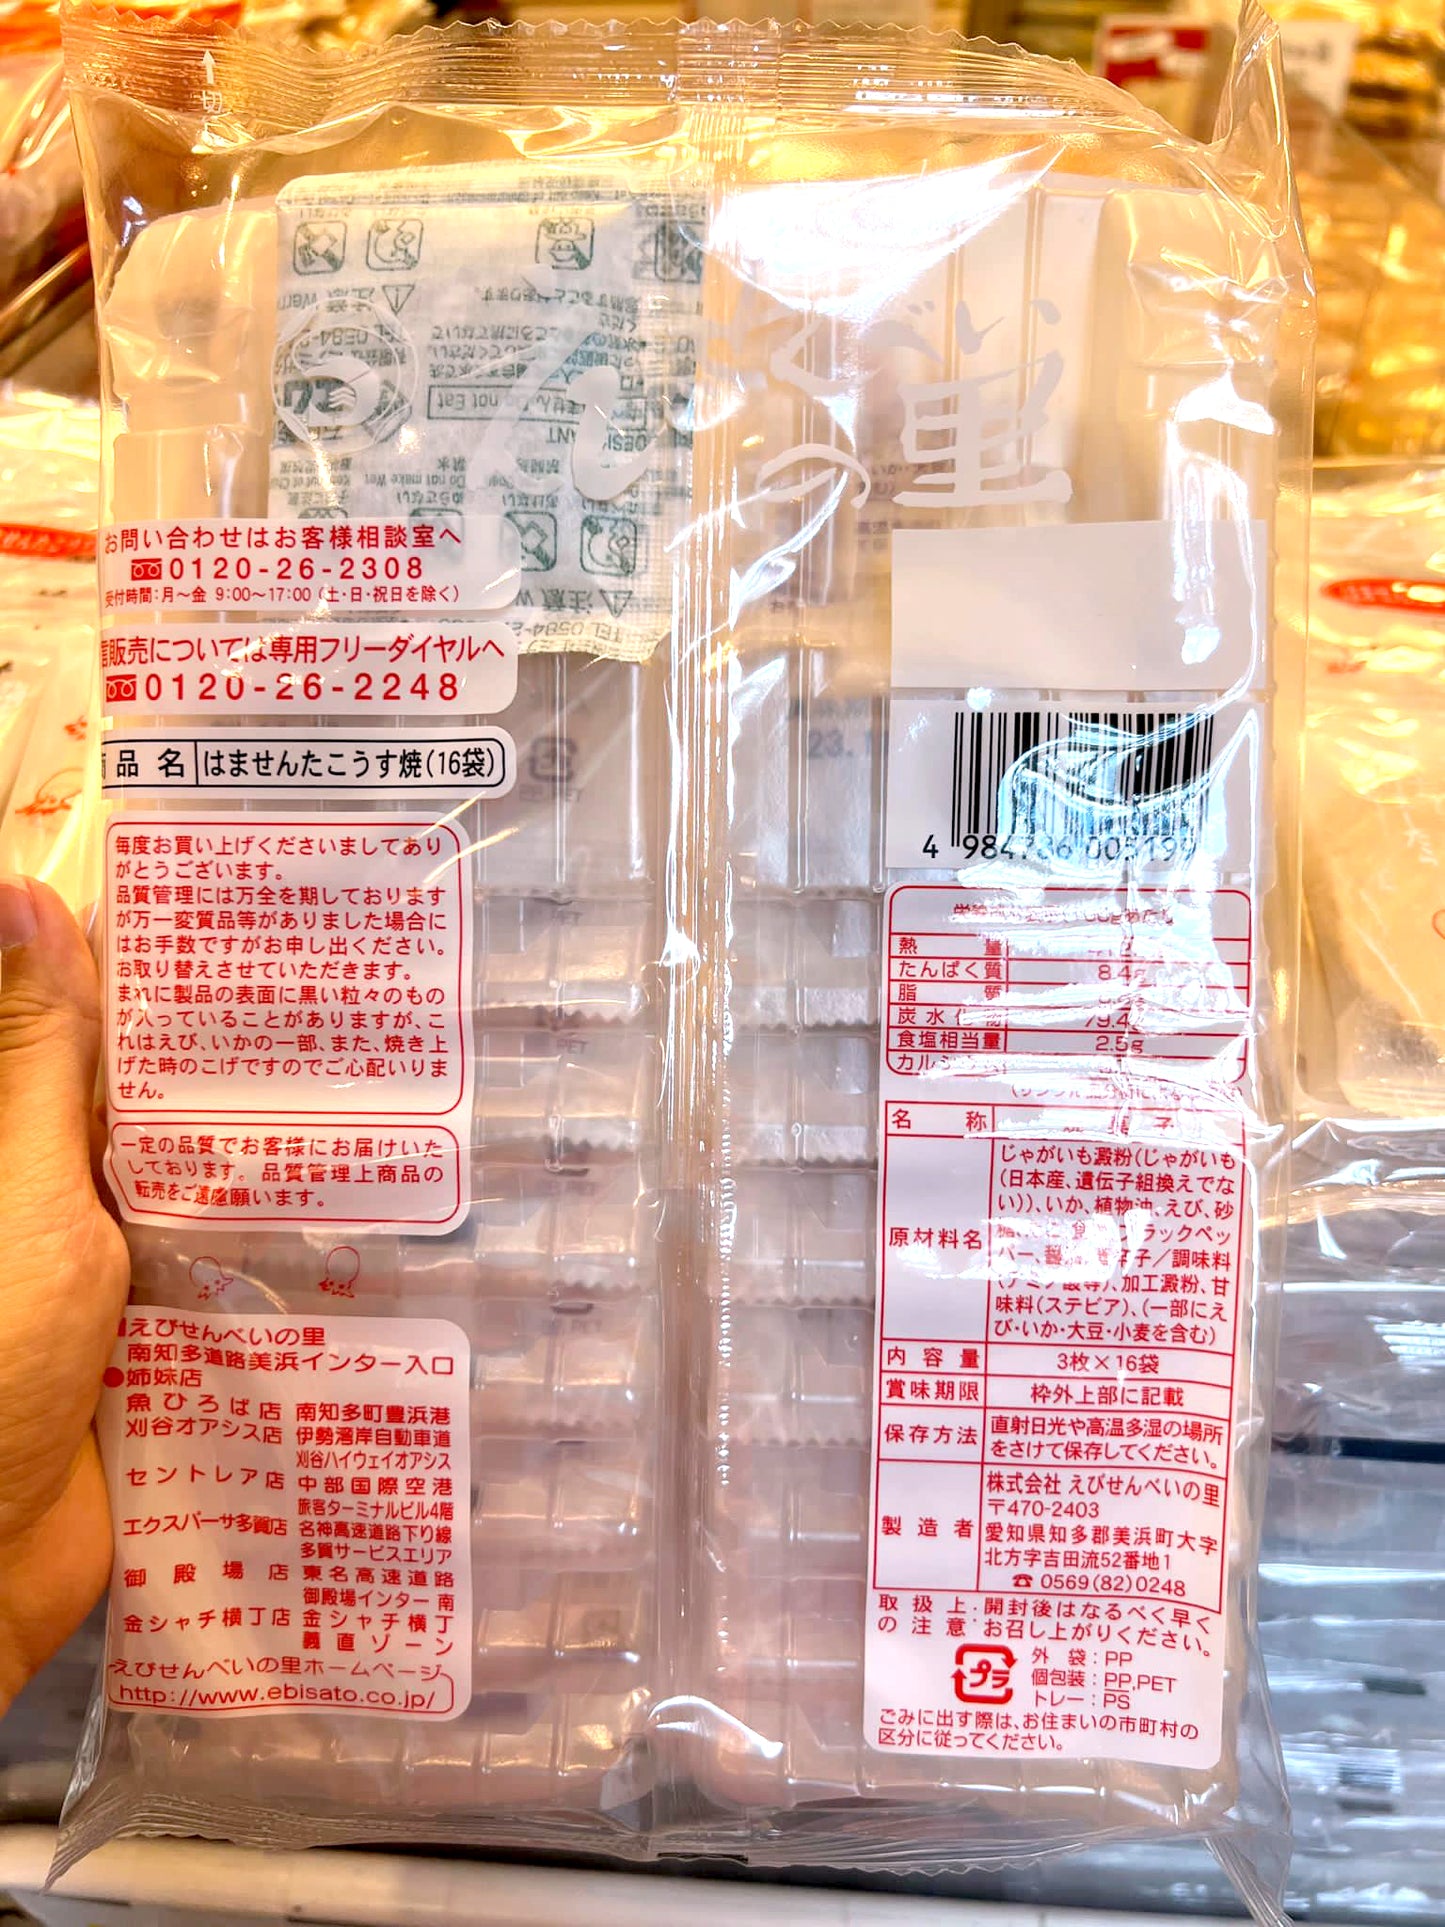 切
べい
の里
お問い合わせはお客様相談室へ
0120-26-2308
受付時間:月～金 9:00～17:00 (土・日・祝日を除く)
販売については専用フリーダイヤルへ
0120-26-2248
品名 はませんたこうす焼(16袋)
毎度お買い上げくださいましてあり
がとうございます。
品質管理には万全を期しております
が万一変質品等がありました場合に
はお手数ですがお申し出ください。
お取り替えさせていただきます。
まれに製品の表面に黒い粒々のもの
が入っていることがありますが、こ
れはえび、いかの一部、また、焼き上
げた時のこげですのでご心配いりま
せん。
一定の品質でお客様にお届けいた
しております。品質管理上商品の
転売をご遠慮願います。
えびせんべいの里
南知多道路美浜インター入口
●姉妹店
魚ひろば店 南知多町豊浜港
刈谷オアシス店 伊勢湾岸自動車道
刈谷ハイウェイオアシス
セントレア店 中部国際空港
旅客ターミナルビル4階
エクスパーサ多賀店 名神高速道路下り線
多賀サービスエリア
御殿場店 東名高速道路
御殿場インター南
金シャチ横丁店 金シャチ横丁
義直ゾーン
えびせんべいの里ホームページ
http://www.ebisato.co.jp/
4 984736 005199
熱量
たんぱく質 8.4g
脂質
炭水化物 79.4g
食塩相当量 2.5g
カルシウム
名称 焼菓子
原材料名 じゃがいも澱粉(じゃがいも
(日本産、遺伝子組換えでな
い))、いか、植物油、えび、砂
ラックペッ
パー、 辛子/調味料
(アミノ酸等)、加工澱粉、甘
味料(ステビア)、(一部にえ
び・いか・大豆・小麦を含む)
内容量 3枚×16袋
賞味期限 枠外上部に記載
保存方法 直射日光や高温多湿の場所
をさけて保存してください。
製造者 株式会社 えびせんべいの里
〒470-2403
愛知県知多郡美浜町大字
北方字吉田流52番地1
☎ 0569(82)0248
取扱上の注意:開封後はなるべく早く
お召し上がりください。
プラ
外袋:PP
個包装:PP,PET
トレー:PS
ごみに出す際は、お住まいの市町村の
区分に従ってください。